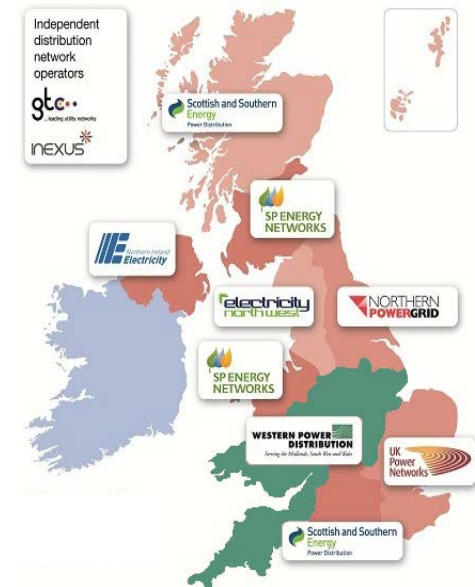 Independent
distribution
network
operators
gtc
...leading utility networks
INEXUS
Scottish and Southern
Energy
Power Distribution
SP ENERGY
NETWORKS
Northern Ireland
Electricity
electricity
north west
NORTHERN
POWERGRID
SP ENERGY
NETWORKS
WESTERN POWER
DISTRIBUTION
Serving the Midlands, South West and Wales
UK
Power
Networks
Scottish and Southern
Energy
Power Distribution